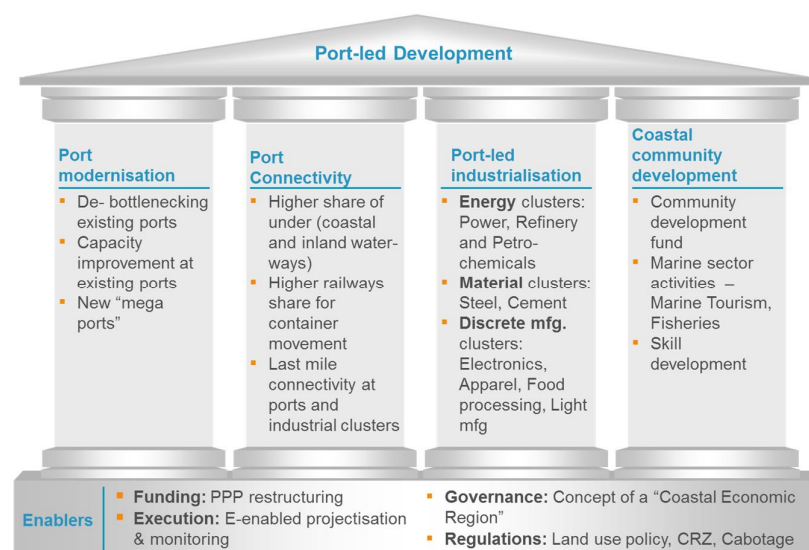 Port-led Development
Port
modernisation
▪ De- bottlenecking
existing ports
▪ Capacity
improvement at
existing ports
▪ New “mega
ports”
Port
Connectivity
▪ Higher share of
under (coastal
and inland water-
ways)
▪ Higher railways
share for
container
movement
▪ Last mile
connectivity at
ports and
industrial clusters
Port-led
industrialisation
▪ Energy clusters:
Power, Refinery
and Petro-
chemicals
▪ Material clusters:
Steel, Cement
▪ Discrete mfg.
clusters:
Electronics,
Apparel, Food
processing, Light
mfg
Coastal
community
development
▪ Community
development
fund
▪ Marine sector
activities –
Marine Tourism,
Fisheries
▪ Skill
development
Enablers
▪ Funding: PPP restructuring
▪ Execution: E-enabled projectisation
& monitoring
▪ Governance: Concept of a “Coastal Economic
Region”
▪ Regulations: Land use policy, CRZ, Cabotage